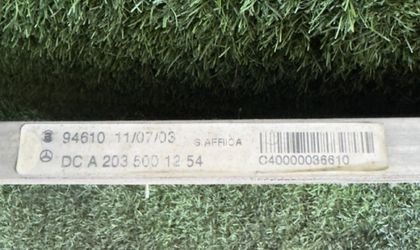 94610 11/07/03 S.AFRICA
DC A 203 500 12 54
C40000036610